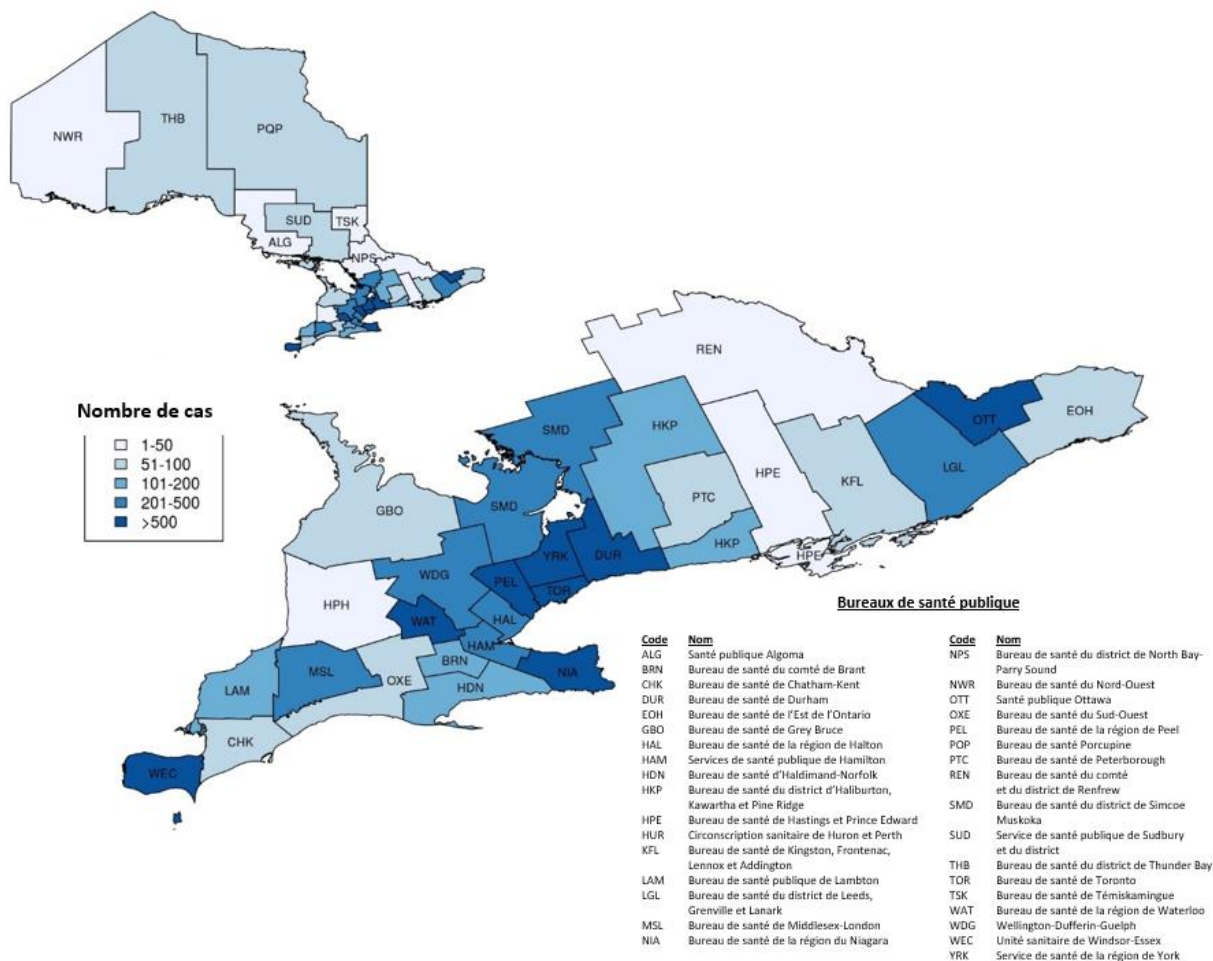 NWR
THB
PQP
SUD
TSK
ALG
NPS
Nombre de cas
1-50
51-100
101-200
201-500
>500
REN
SMD
HKP
OTT
EOH
HPE
LGL
KFL
PTC
GBO
SMD
YRK
DUR
HKP
HPE
WDG
PEL
TOR
HPH
WAT
HAL
HAM
BRN
MSL
OXE
NIA
LAM
HDN
CHK
WEC
Bureaux de santé publique
Code Nom
ALG Santé publique Algoma
BRN Bureau de santé du comté de Brant
CHK Bureau de santé de Chatham-Kent
DUR Bureau de santé de Durham
EOH Bureau de santé de l'Est de l'Ontario
GBO Bureau de santé de Grey Bruce
HAL Bureau de santé de la région de Halton
HAM Services de santé publique de Hamilton
HDN Bureau de santé d'Haldimand-Norfolk
HKP Bureau de santé du district d'Haliburton,
Kawartha et Pine Ridge
HPE Bureau de santé de Hastings et Prince Edward
HUR Circonscription sanitaire de Huron et Perth
KFL Bureau de santé de Kingston, Frontenac,
Lennox et Addington
LAM Bureau de santé publique de Lambton
LGL Bureau de santé du district de Leeds,
Grenville et Lanark
MSL Bureau de santé de Middlesex-London
NIA Bureau de santé de la région du Niagara
Code Nom
NPS Bureau de santé du district de North Bay-
Parry Sound
NWR Bureau de santé du Nord-Ouest
OTT Santé publique Ottawa
OXE Bureau de santé du Sud-Ouest
PEL Bureau de santé de la région de Peel
POP Bureau de santé Porcupine
PTC Bureau de santé de Peterborough
REN Bureau de santé du comté
et du district de Renfrew
SMD Bureau de santé du district de Simcoe
Muskoka
SUD Service de santé publique de Sudbury
et du district
THB Bureau de santé du district de Thunder Bay
TOR Bureau de santé de Toronto
TSK Bureau de santé de Témiskamingue
WAT Bureau de santé de la région de Waterloo
WDG Wellington-Dufferin-Guelph
WEC Unité sanitaire de Windsor-Essex
YRK Service de santé de la région de York